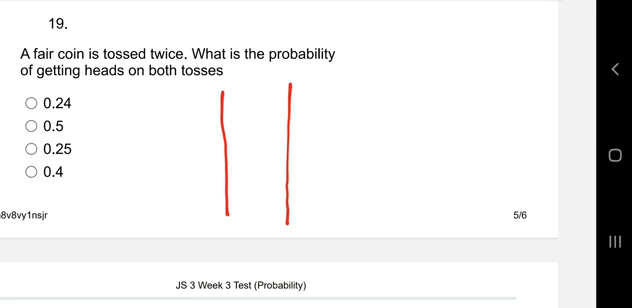 19.
A fair coin is tossed twice. What is the probability
of getting heads on both tosses
0.24
0.5
0.25
0.4
8v8vy1nsjr
5/6
JS 3 Week 3 Test (Probability)